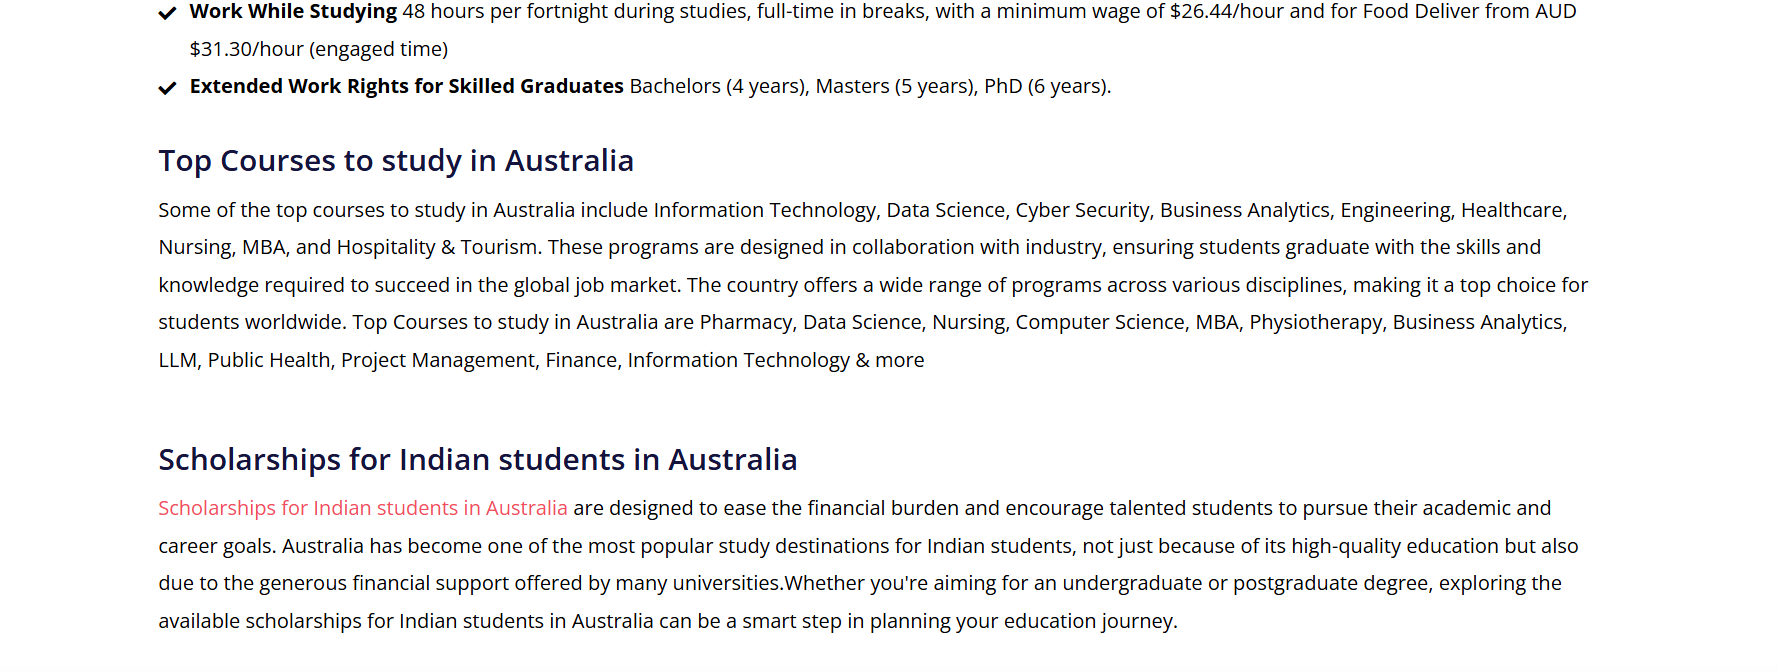 Work While Studying 48 hours per fortnight during studies, full-time in breaks, with a minimum wage of $26.44/hour and for Food Deliver from AUD
$31.30/hour (engaged time)
Extended Work Rights for Skilled Graduates Bachelors (4 years), Masters (5 years), PhD (6 years).
Top Courses to study in Australia
Some of the top courses to study in Australia include Information Technology, Data Science, Cyber Security, Business Analytics, Engineering, Healthcare,
Nursing, MBA, and Hospitality & Tourism. These programs are designed in collaboration with industry, ensuring students graduate with the skills and
knowledge required to succeed in the global job market. The country offers a wide range of programs across various disciplines, making it a top choice for
students worldwide. Top Courses to study in Australia are Pharmacy, Data Science, Nursing, Computer Science, MBA, Physiotherapy, Business Analytics,
LLM, Public Health, Project Management, Finance, Information Technology & more
Scholarships for Indian students in Australia
Scholarships for Indian students in Australia are designed to ease the financial burden and encourage talented students to pursue their academic and
career goals. Australia has become one of the most popular study destinations for Indian students, not just because of its high-quality education but also
due to the generous financial support offered by many universities.Whether you're aiming for an undergraduate or postgraduate degree, exploring the
available scholarships for Indian students in Australia can be a smart step in planning your education journey.